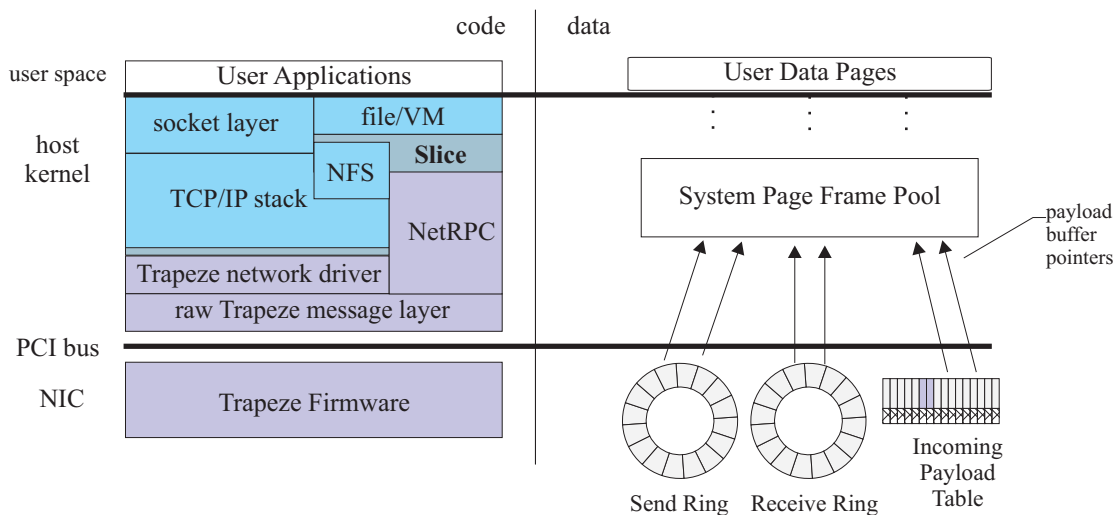 code
data
user space
User Applications
User Data Pages
host
kernel
socket layer
file/VM
Slice
NFS
TCP/IP stack
NetRPC
Trapeze network driver
raw Trapeze message layer
System Page Frame Pool
payload
buffer
pointers
PCI bus
NIC
Trapeze Firmware
Send Ring
Receive Ring
Incoming
Payload
Table